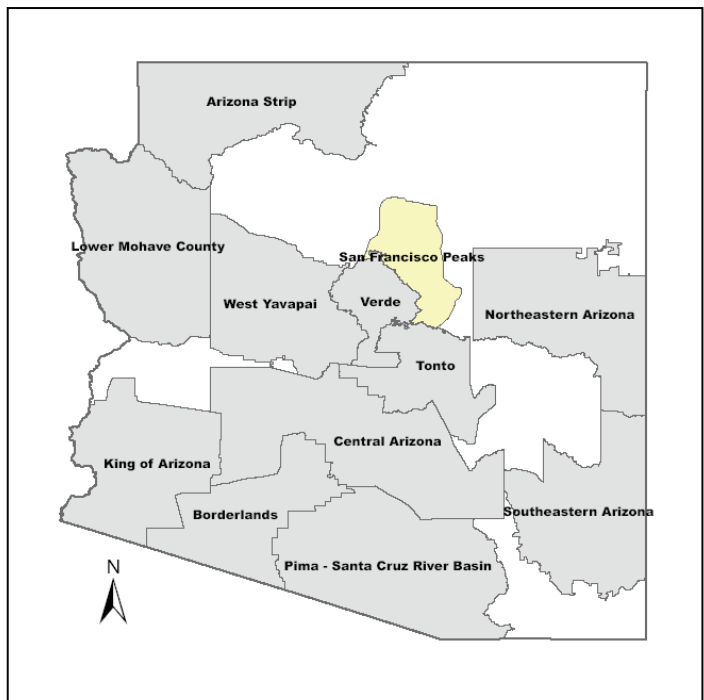 Arizona Strip
Lower Mohave County
San Francisco Peaks
West Yavapai
Verde
Northeastern Arizona
Tonto
Central Arizona
King of Arizona
Borderlands
Southeastern Arizona
Pima - Santa Cruz River Basin
N